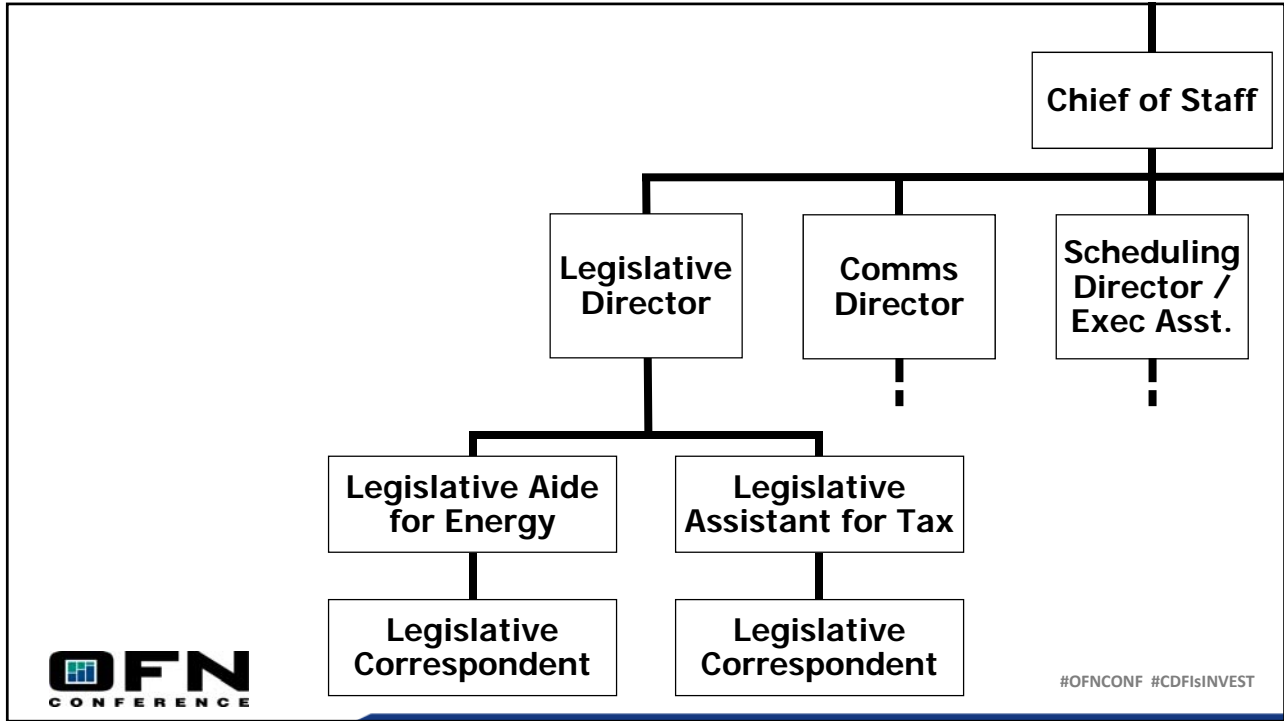 Chief of Staff
Legislative
Director
Comms
Director
Scheduling
Director /
Exec Asst.
Legislative Aide
for Energy
Legislative
Assistant for Tax
Legislative
Correspondent
Legislative
Correspondent
OFN
CONFERENCE
#OFNCONF #CDFIsINVEST